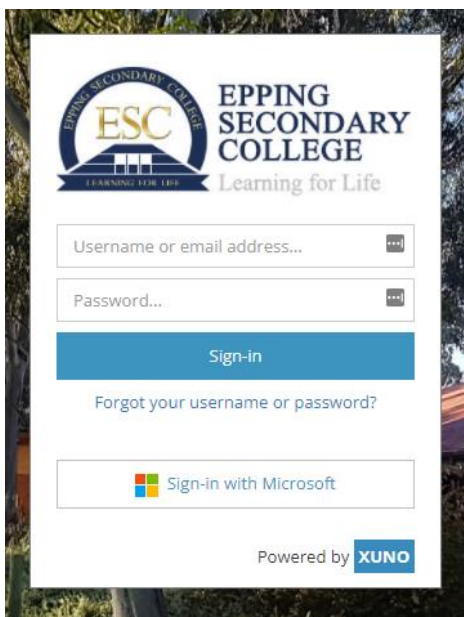 EPPING SECONDARY COLLEGE
ESC
LEARNING FOR LIFE
EPPING
SECONDARY
COLLEGE
Learning for Life
Username or email address...
Password...
Sign-in
Forgot your username or password?
Sign-in with Microsoft
Powered by XUNO